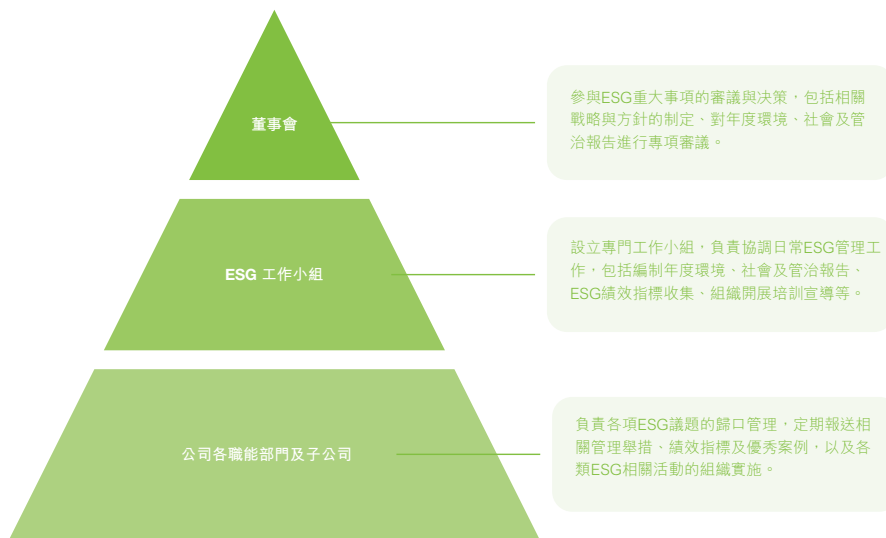 董事會
參與ESG重大事項的審議與決策，包括相關
戰略與方針的制定、對年度環境、社會及管
治報告進行專項審議。
ESG 工作小組
設立專門工作小組，負責協調日常ESG管理工
作，包括編制年度環境、社會及管治報告、
ESG績效指標收集、組織開展培訓宣導等。
公司各職能部門及子公司
負責各項ESG議題的歸口管理，定期報送相
關管理舉措、績效指標及優秀案例，以及各
類ESG相關活動的組織實施。